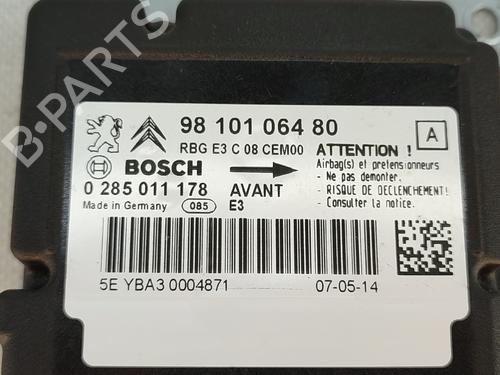 B-PARTS
98 101 064 80
RBG E3 C 08 CEM00
A
BOSCH
ATTENTION !
Airbag(s) et pretensionneurs
- Ne pas demonter.
- RISQUE DE DECLENCHEMENT!
- Consulter la notice.
0 285 011 178 AVANT
Made in Germany 085 E3
5E YBA3 0004871 07-05-14